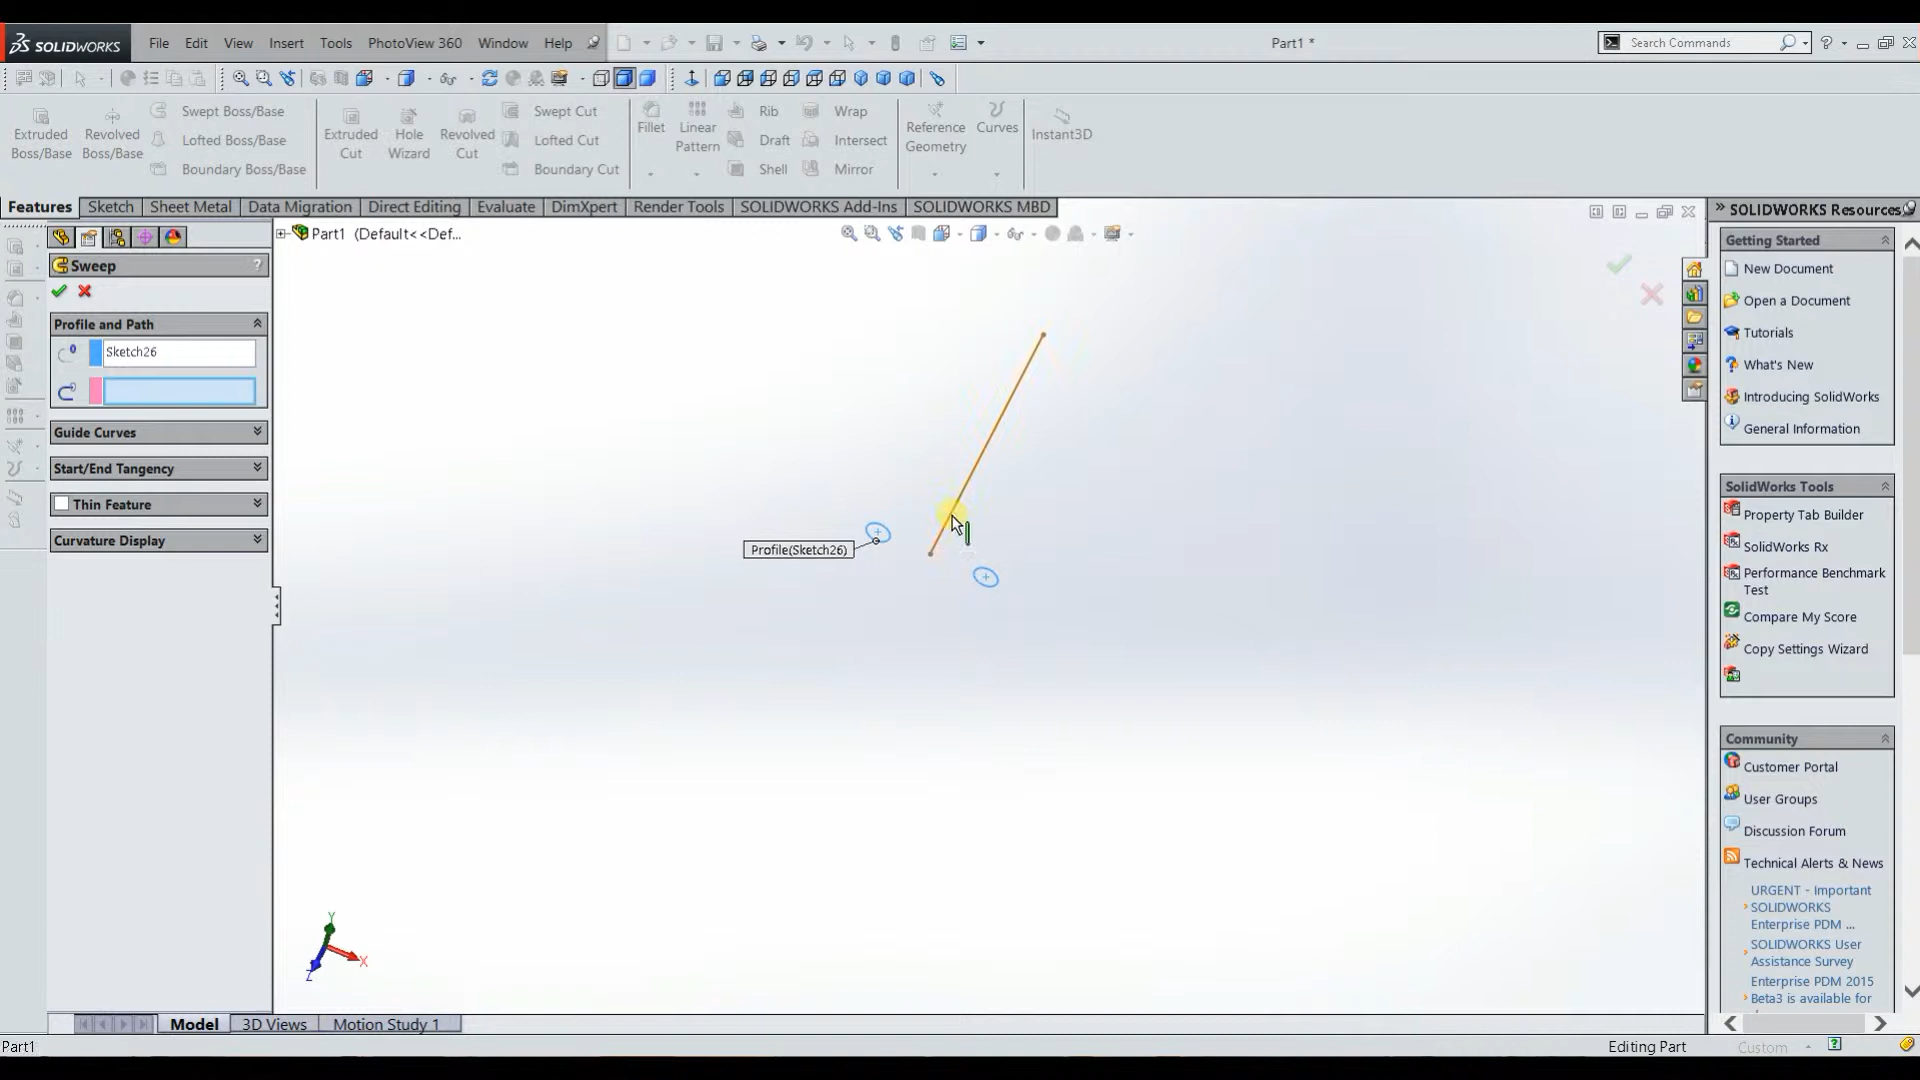 SOLIDWORKS File Edit View Insert Tools PhotoView 360 Window Help Part1 * Search Commands ?
Extruded Boss/Base
Revolved Boss/Base
Swept Boss/Base
Lofted Boss/Base
Boundary Boss/Base
Extruded Cut
Hole Wizard
Revolved Cut
Swept Cut
Lofted Cut
Boundary Cut
Fillet
Linear Pattern
Rib
Draft
Shell
Wrap
Intersect
Mirror
Reference Geometry
Curves
Instant3D
Features Sketch Sheet Metal Data Migration Direct Editing Evaluate DimXpert Render Tools SOLIDWORKS Add-Ins SOLIDWORKS MBD
Part1 (Default<<Def...
Sweep ?
Profile and Path
Sketch26
Guide Curves
Start/End Tangency
Thin Feature
Curvature Display
Profile(Sketch26)
Y
X
Z
SOLIDWORKS Resources
Getting Started
New Document
Open a Document
Tutorials
What's New
Introducing SolidWorks
General Information
SolidWorks Tools
Property Tab Builder
SolidWorks Rx
Performance Benchmark
Test
Compare My Score
Copy Settings Wizard
Community
Customer Portal
User Groups
Discussion Forum
Technical Alerts & News
URGENT - Important
SOLIDWORKS
Enterprise PDM ...
SOLIDWORKS User
Assistance Survey
Enterprise PDM 2015
Beta3 is available for
Model 3D Views Motion Study 1
Part1 Editing Part Custom ?